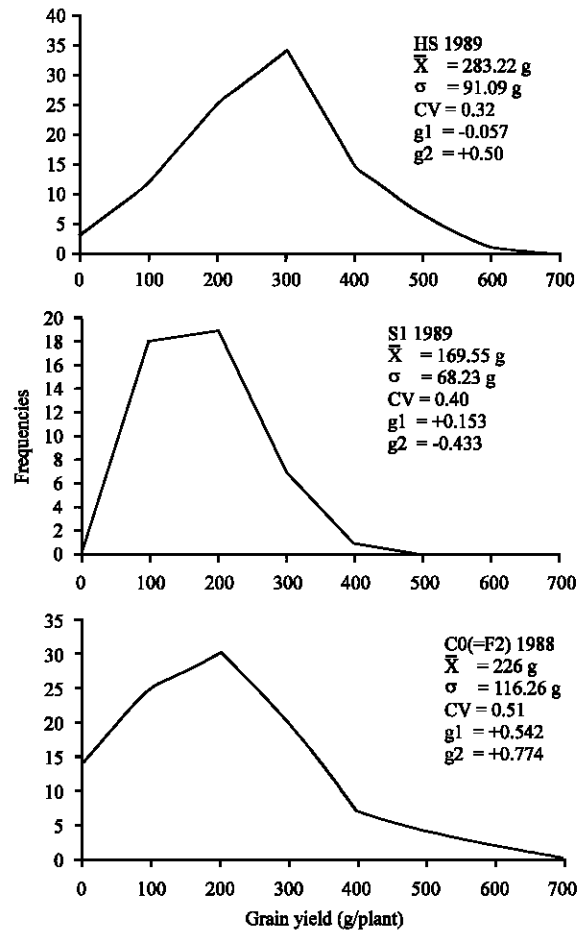 40
35
30
25
20
15
10
5
0
HS 1989
X̅ = 283.22 g
σ = 91.09 g
CV = 0.32
g1 = -0.057
g2 = +0.50
0 100 200 300 400 500 600 700
20
18
16
14
12
10
8
6
4
2
0
S1 1989
X̅ = 169.55 g
σ = 68.23 g
CV = 0.40
g1 = +0.153
g2 = -0.433
Frequencies
0 100 200 300 400 500 600 700
35
30
25
20
15
10
5
0
C0(=F2) 1988
X̅ = 226 g
σ = 116.26 g
CV = 0.51
g1 = +0.542
g2 = +0.774
0 100 200 300 400 500 600 700
Grain yield (g/plant)